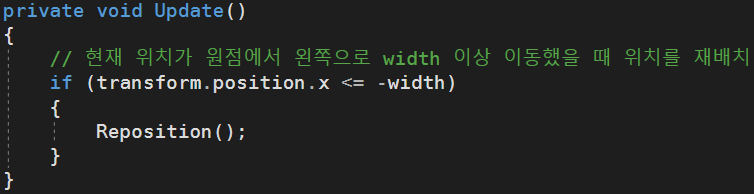 private void Update()
{
    // 현재 위치가 원점에서 왼쪽으로 width 이상 이동했을 때 위치를 재배치
    if (transform.position.x <= -width)
    {
        Reposition();
    }
}